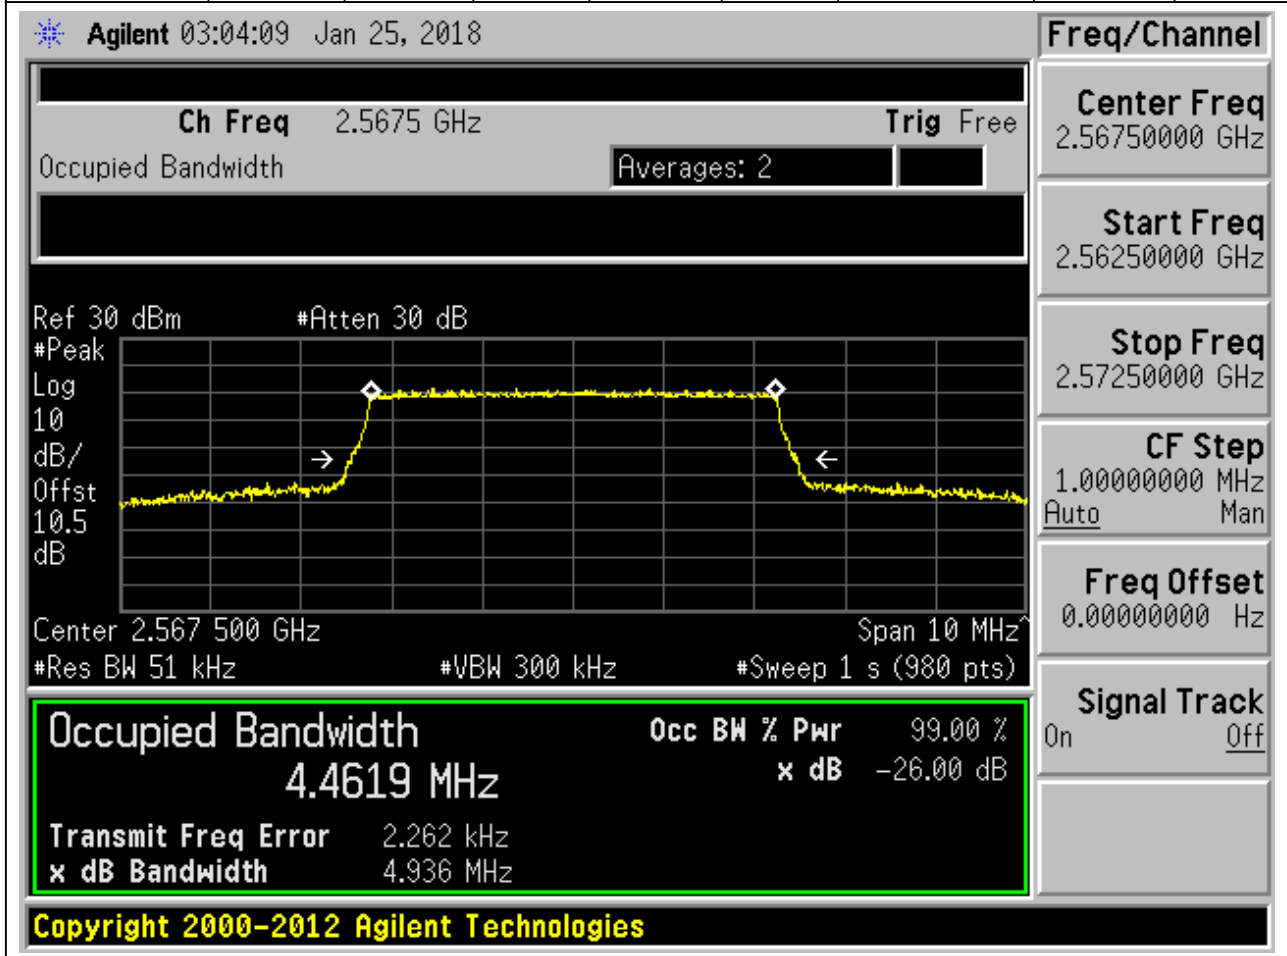 Agilent 03:04:09 Jan 25, 2018
Freq/Channel
Ch Freq 2.5675 GHz Trig Free
Occupied Bandwidth Averages: 2
Center Freq
2.56750000 GHz
Start Freq
2.56250000 GHz
Stop Freq
2.57250000 GHz
CF Step
1.00000000 MHz
Auto Man
Freq Offset
0.00000000 Hz
Signal Track
On Off
Ref 30 dBm #Atten 30 dB
#Peak
Log
10
dB/
Offst
10.5
dB
Center 2.567 500 GHz Span 10 MHz^
#Res BW 51 kHz #VBW 300 kHz #Sweep 1 s (980 pts)
Occupied Bandwidth Occ BW % Pwr 99.00 %
4.4619 MHz x dB -26.00 dB
Transmit Freq Error 2.262 kHz
x dB Bandwidth 4.936 MHz
Copyright 2000-2012 Agilent Technologies